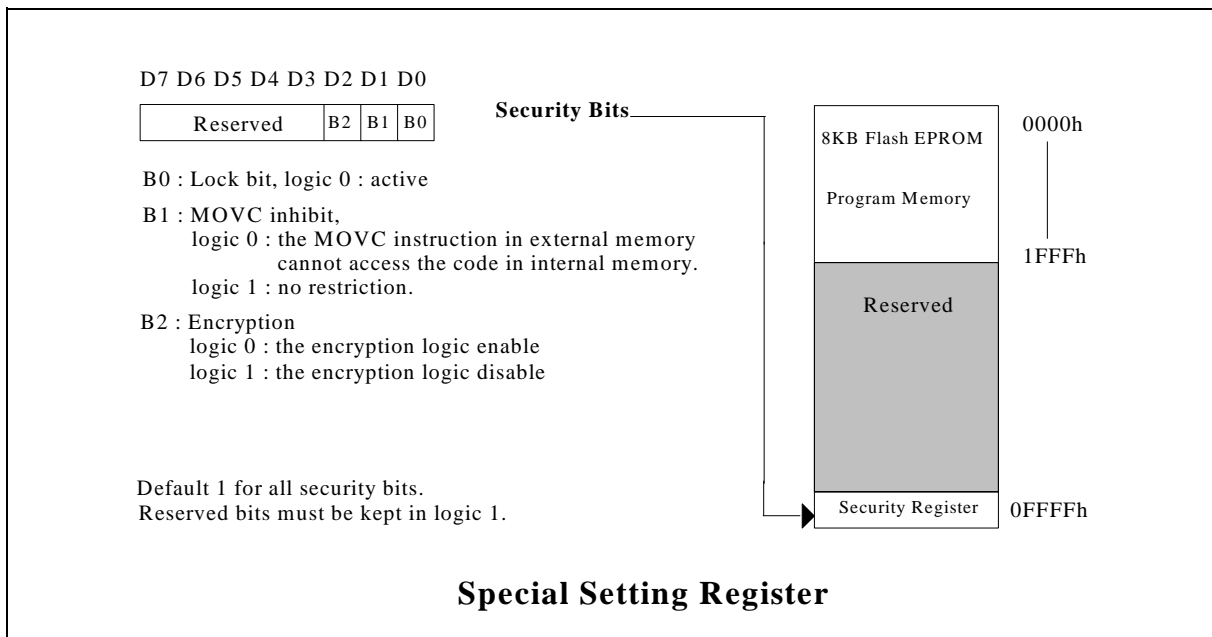 D7 D6 D5 D4 D3 D2 D1 D0
Reserved B2 B1 B0
B0 : Lock bit, logic 0 : active
B1 : MOVC inhibit,
logic 0 : the MOVC instruction in external memory
cannot access the code in internal memory.
logic 1 : no restriction.
B2 : Encryption
logic 0 : the encryption logic enable
logic 1 : the encryption logic disable
Default 1 for all security bits.
Reserved bits must be kept in logic 1.
Security Bits
8KB Flash EPROM
Program Memory
0000h
1FFFh
Reserved
Security Register
0FFFFh
Special Setting Register